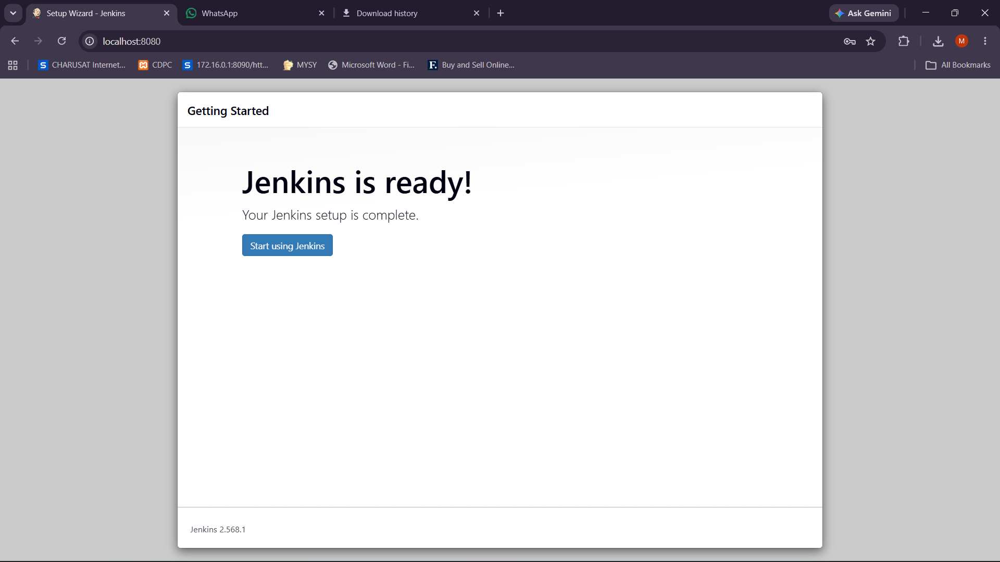 Setup Wizard - Jenkins
WhatsApp
Download history
Ask Gemini
localhost:8080
M
CHARUSAT Internet...
CDPC
172.16.0.1:8090/htt...
MYSY
Microsoft Word - Fi...
Buy and Sell Online...
All Bookmarks
Getting Started
Jenkins is ready!
Your Jenkins setup is complete.
Start using Jenkins
Jenkins 2.568.1